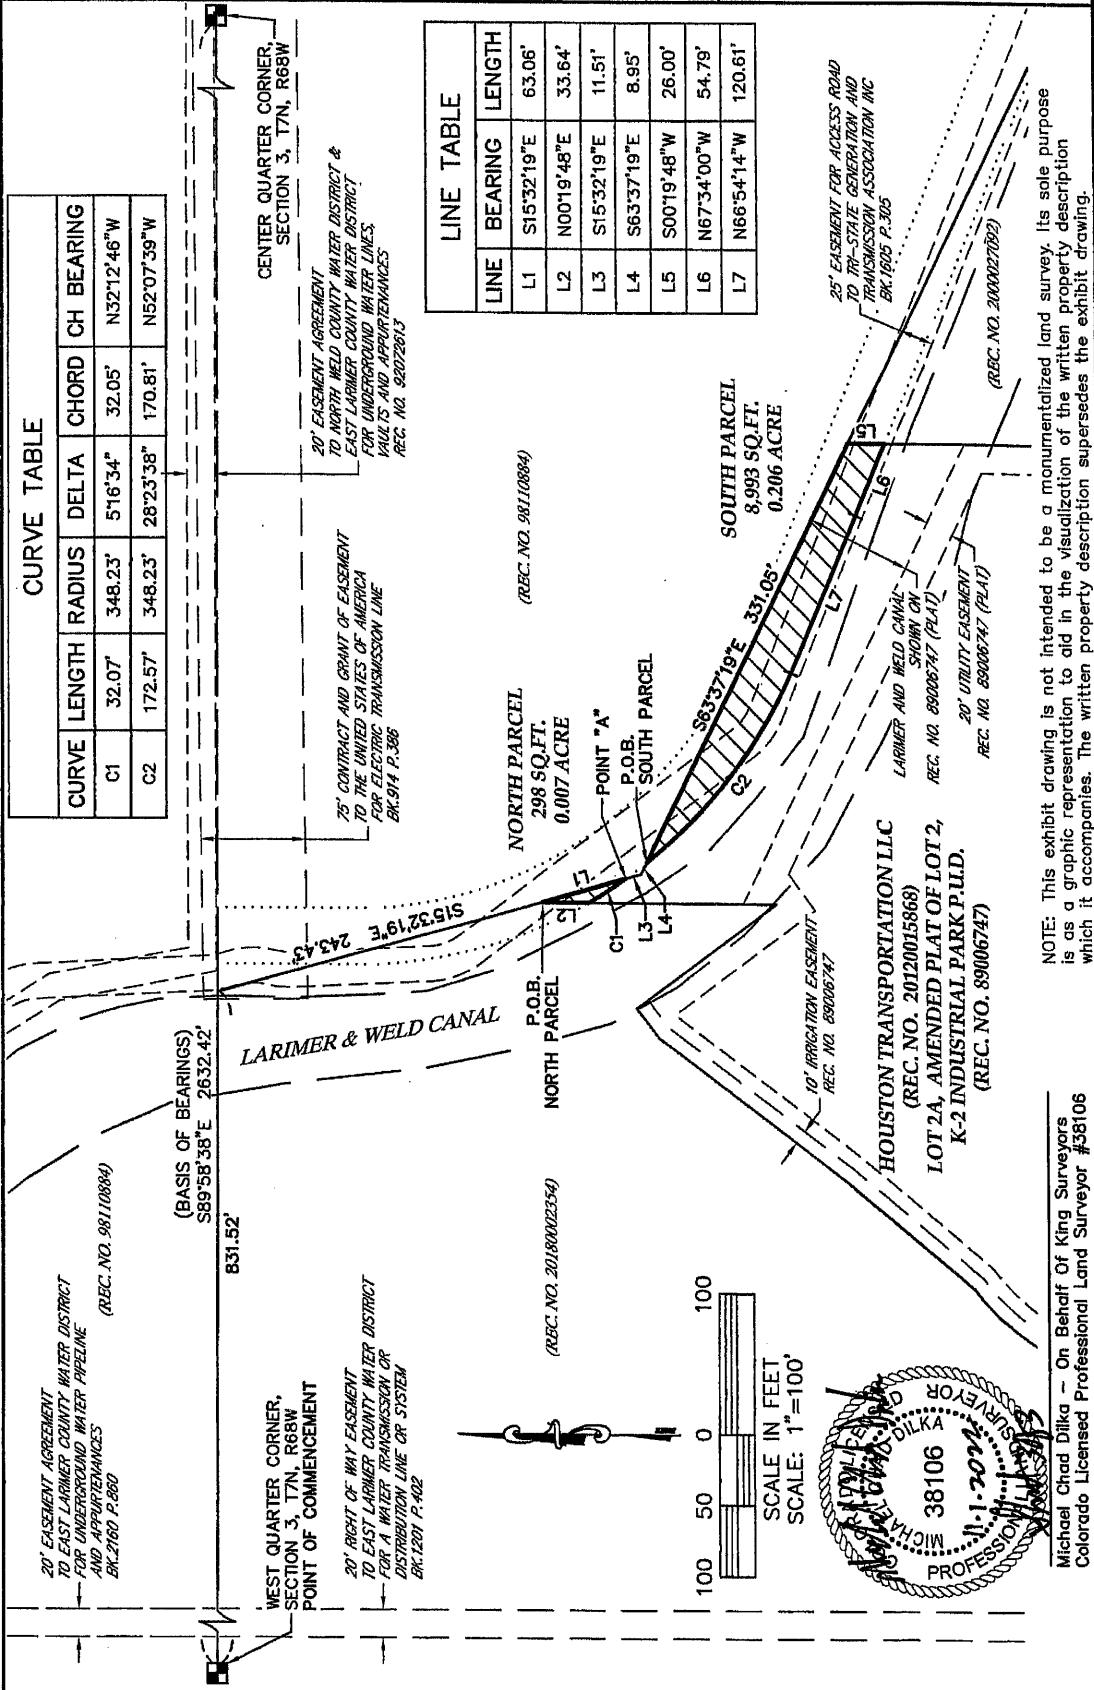 20' EASEMENT AGREEMENT
TO EAST LARIMER COUNTY WATER DISTRICT
FOR UNDERGROUND WATER PIPELINE
AND APPURTENANCES
BK.2160 P.860
(REC. NO. 98110884)
(BASIS OF BEARINGS)
S89°58'38"E 2632.42'
831.52'
WEST QUARTER CORNER,
SECTION 3, T7N, R68W
POINT OF COMMENCEMENT
20' RIGHT OF WAY EASEMENT
TO EAST LARIMER COUNTY WATER DISTRICT
FOR A WATER TRANSMISSION OR
DISTRIBUTION LINE OR SYSTEM
BK.1201 P.402
CURVE TABLE
CURVE LENGTH RADIUS DELTA CHORD CH BEARING
C1 32.07' 348.23' 5°16'34" 32.05' N32°12'46"W
C2 172.57' 348.23' 28°23'38" 170.81' N52°07'39"W
CENTER QUARTER CORNER,
SECTION 3, T7N, R68W
20' EASEMENT AGREEMENT
TO NORTH WELD COUNTY WATER DISTRICT &
EAST LARIMER COUNTY WATER DISTRICT
FOR UNDERGROUND WATER LINES,
VAULTS AND APPURTENANCES
REC. NO. 92072613
75' CONTRACT AND GRANT OF EASEMENT
TO THE UNITED STATES OF AMERICA
FOR ELECTRIC TRANSMISSION LINE
BK.914 P.386
LINE TABLE
LINE BEARING LENGTH
L1 S15°32'19"E 63.06'
L2 N00°19'48"E 33.64'
L3 S15°32'19"E 11.51'
L4 S63°37'19"E 8.95'
L5 S00°19'48"W 26.00'
L6 N67°34'00"W 54.79'
L7 N66°54'14"W 120.61'
243.43' S15°32'19"E
LARIMER & WELD CANAL
(REC. NO. 98110884)
NORTH PARCEL
298 SQ.FT.
0.007 ACRE
P.O.B.
NORTH PARCEL
L1
L2
C1
L3
L4
POINT "A"
P.O.B.
SOUTH PARCEL
(REC. NO. 20180002354)
SOUTH PARCEL
8,993 SQ.FT.
0.206 ACRE
S63°37'19"E 331.05'
C2
L7
L6
L5
25' EASEMENT FOR ACCESS ROAD
TO TRI-STATE GENERATION AND
TRANSMISSION ASSOCIATION INC
BK.1605 P.305
(REC. NO. 2000027092)
LARIMER AND WELD CANAL
SHOWN ON
REC. NO. 89006747 (PLAT)
20' UTILITY EASEMENT
REC. NO. 89006747 (PLAT)
10' IRRIGATION EASEMENT
REC. NO. 89006747
HOUSTON TRANSPORTATION LLC
(REC. NO. 20120015868)
LOT 2A, AMENDED PLAT OF LOT 2,
K-2 INDUSTRIAL PARK P.U.D.
(REC. NO. 89006747)
100 50 0 100
SCALE IN FEET
SCALE: 1"=100'
MICHAEL CHAD DILKA
38106
PROFESSIONAL LAND SURVEYOR
Michael Chad Dilka – On Behalf Of King Surveyors
Colorado Licensed Professional Land Surveyor #38106
NOTE: This exhibit drawing is not intended to be a monumentalized land survey. Its sole purpose
is as a graphic representation to aid in the visualization of the written property description
which it accompanies. The written property description supersedes the exhibit drawing.